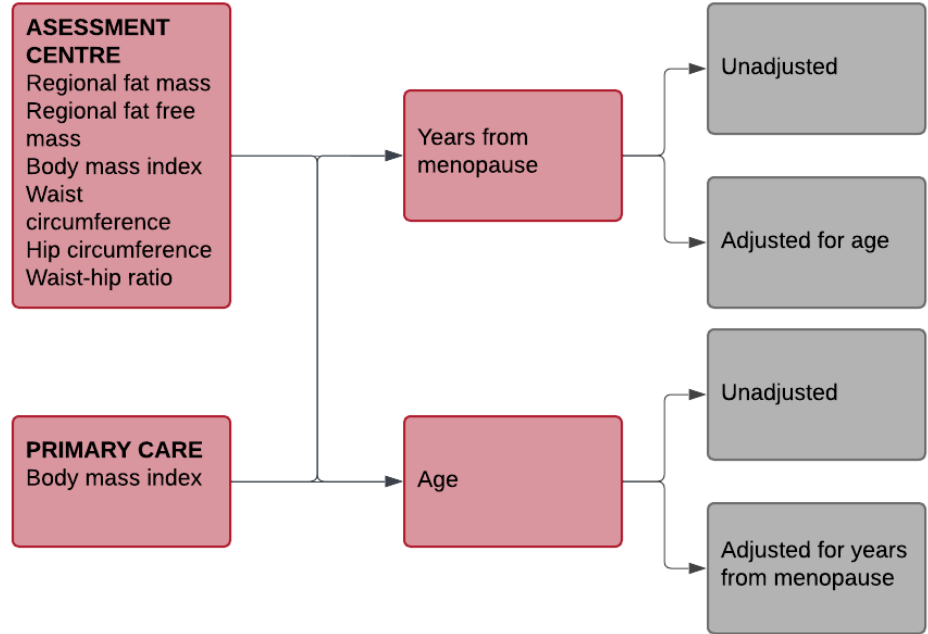 ASESSMENT
CENTRE
Regional fat mass
Regional fat free
mass
Body mass index
Waist
circumference
Hip circumference
Waist-hip ratio
Years from
menopause
Unadjusted
Adjusted for age
PRIMARY CARE
Body mass index
Age
Unadjusted
Adjusted for years
from menopause